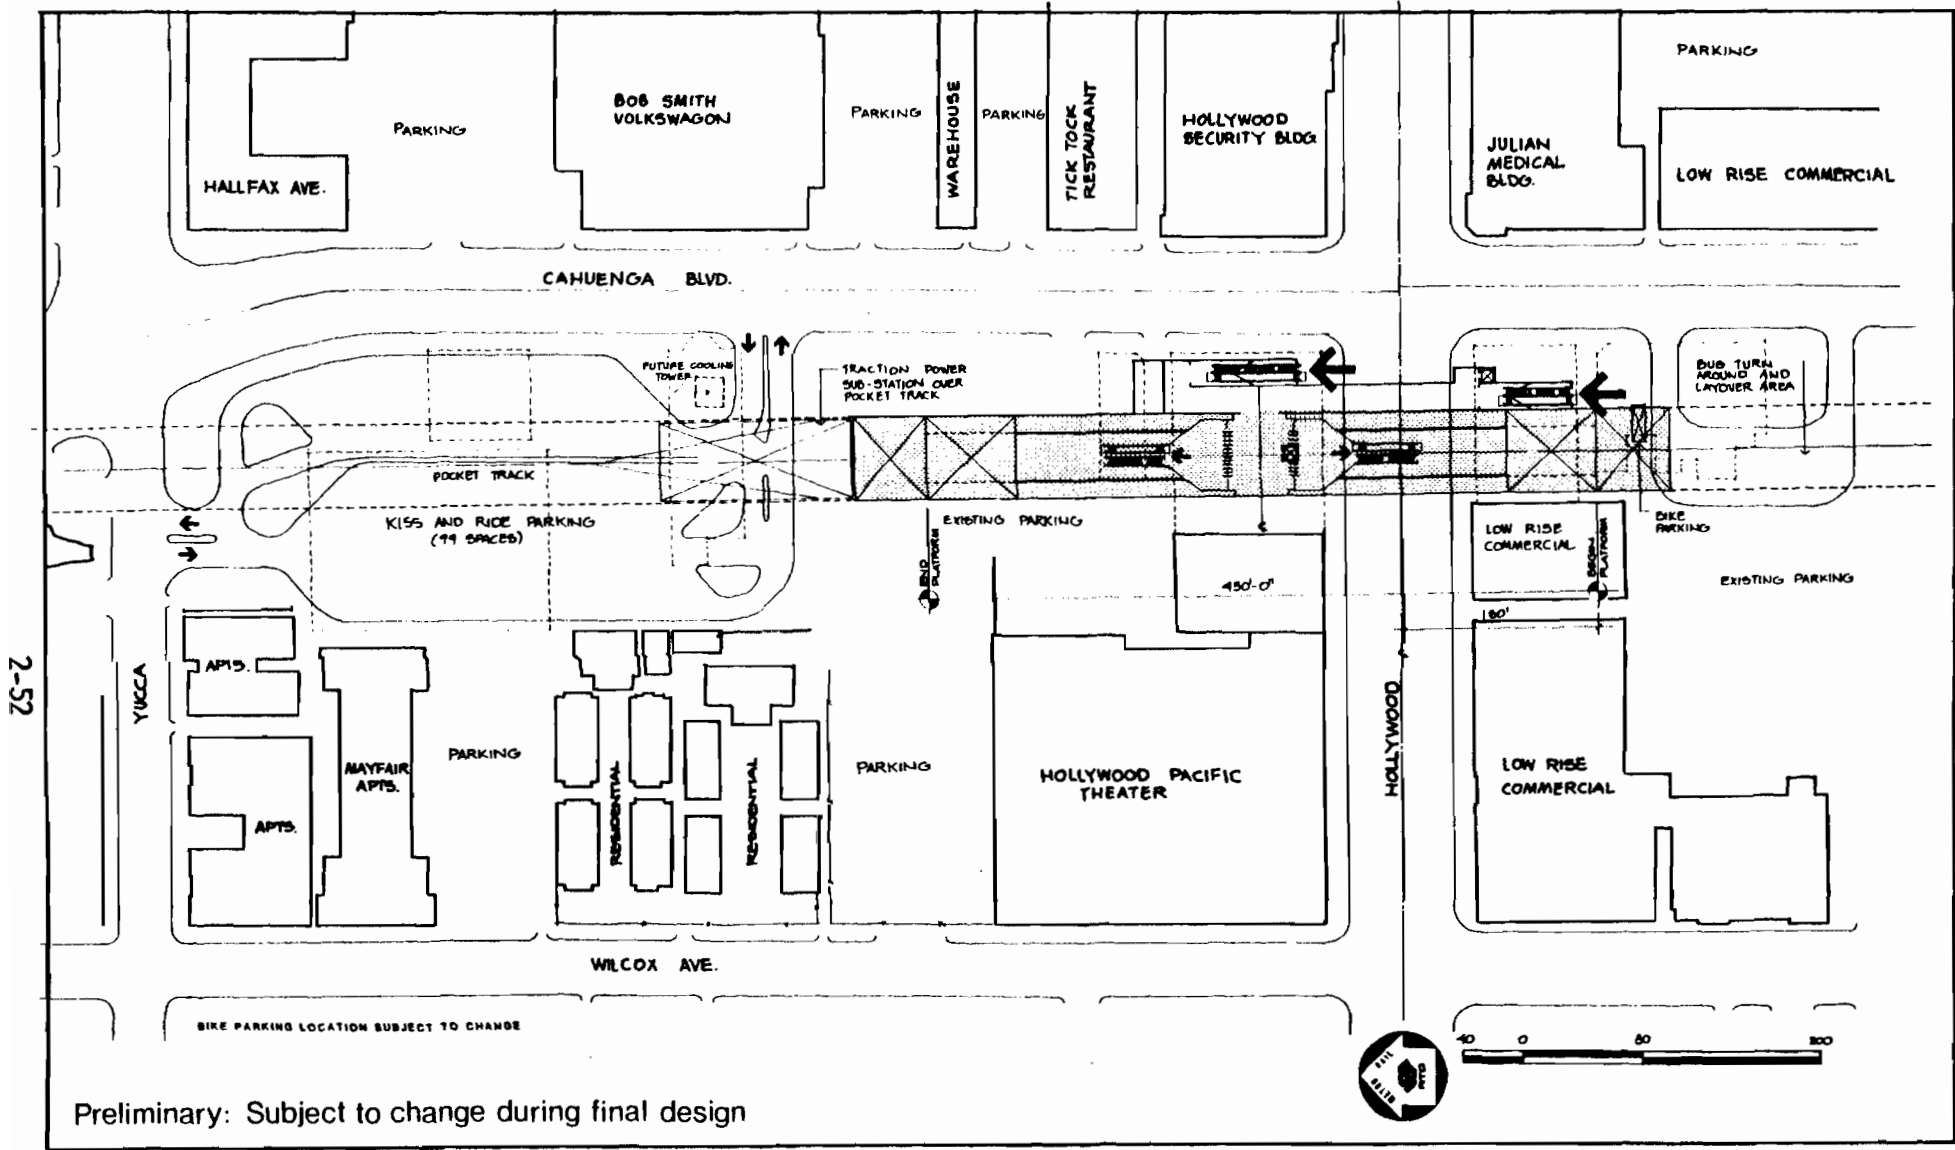 PARKING
BOB SMITH
VOLKSWAGON
PARKING
PARKING
WAREHOUSE
PARKING
TICK TOCK
RESTAURANT
HOLLYWOOD
SECURITY BLDG
JULIAN
MEDICAL
BLDG.
LOW RISE COMMERCIAL
HALLFAX AVE.
CAHUENGA BLVD.
FUTURE COOLING
TOWER
TRACTION POWER
SUB-STATION OVER
POCKET TRACK
BUS TURN
AROUND AND
LAYOVER AREA
POCKET TRACK
KISS AND RIDE PARKING
(99 SPACES)
EXISTING PARKING
END
PLATFORM
LOW RISE
COMMERCIAL
BEGIN
PLATFORM
BIKE
PARKING
EXISTING PARKING
450'-0"
180'
APTS.
YUCCA
MAYFAIR
APTS.
PARKING
RESIDENTIAL
RESIDENTIAL
PARKING
HOLLYWOOD PACIFIC
THEATER
HOLLYWOOD
LOW RISE
COMMERCIAL
APTS.
2-52
WILCOX AVE.
BIKE PARKING LOCATION SUBJECT TO CHANGE
METRO
RAIL
RTD
40 0 80 200
Preliminary: Subject to change during final design